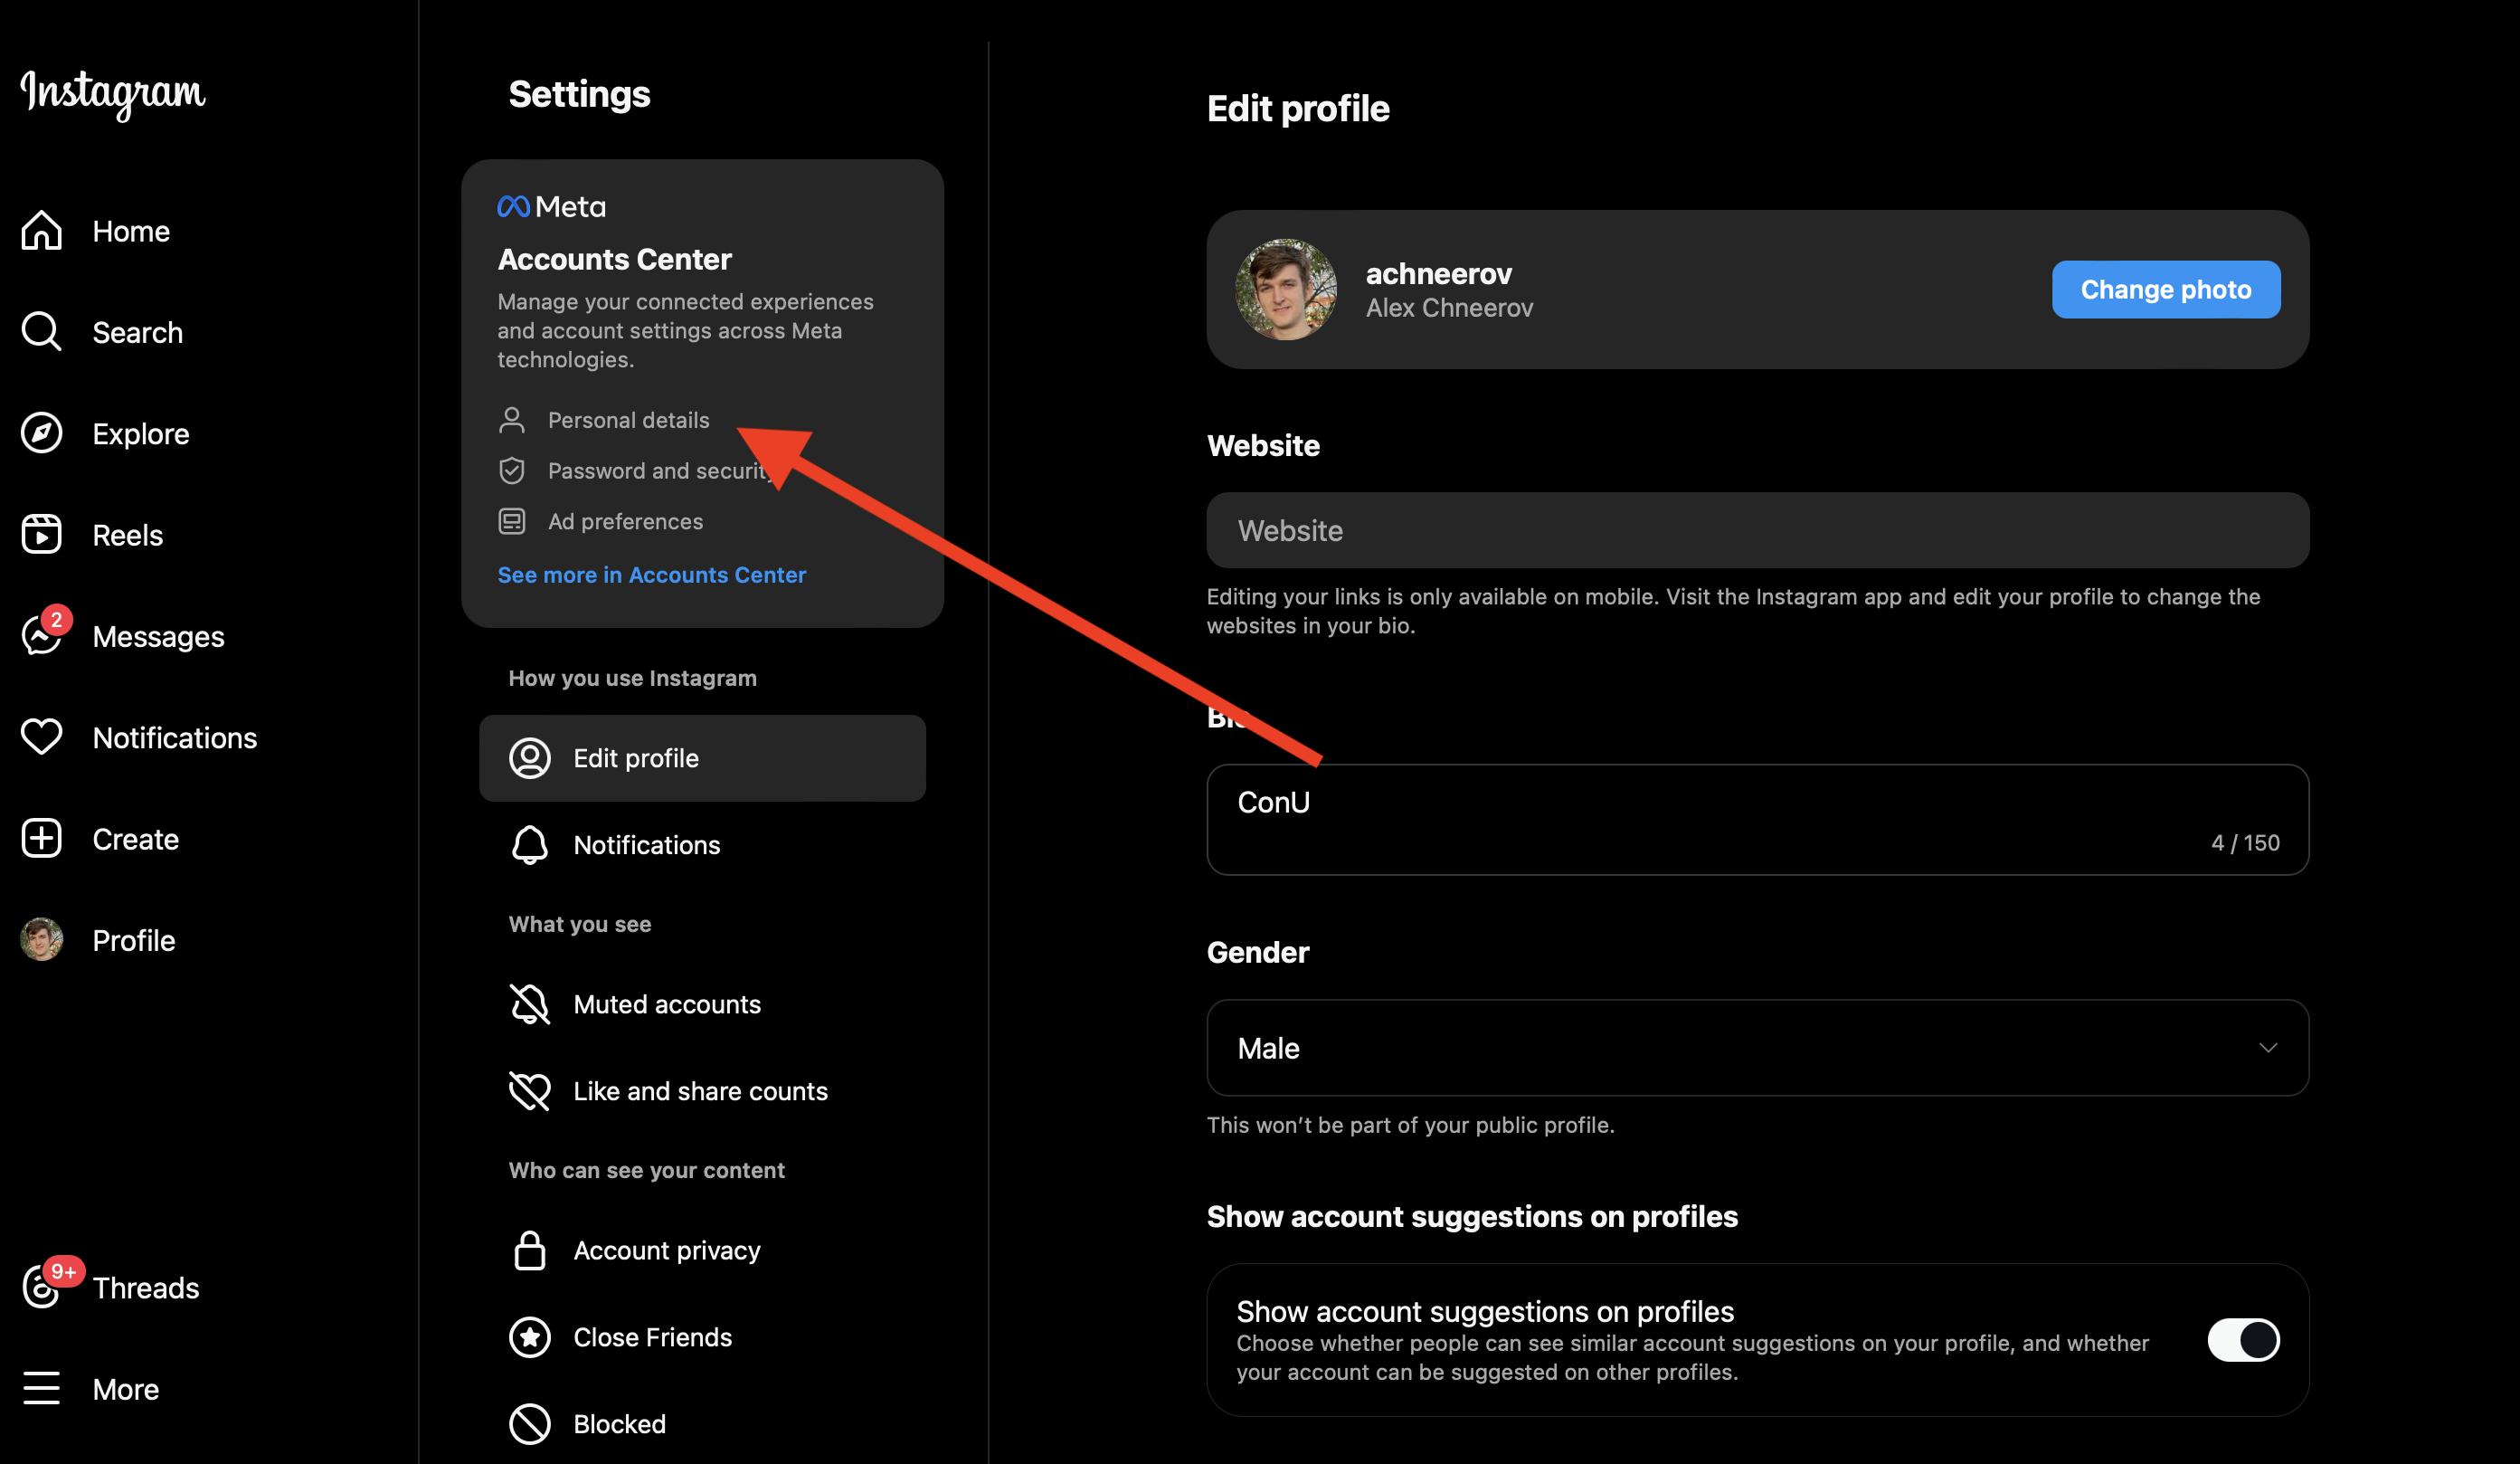 Instagram
Home
Search
Explore
Reels
2
Messages
Notifications
Create
Profile
9+
Threads
More
Settings
Meta
Accounts Center
Manage your connected experiences
and account settings across Meta
technologies.
Personal details
Password and security
Ad preferences
See more in Accounts Center
How you use Instagram
Edit profile
Notifications
What you see
Muted accounts
Like and share counts
Who can see your content
Account privacy
Close Friends
Blocked
Edit profile
achneerov
Alex Chneerov
Change photo
Website
Website
Editing your links is only available on mobile. Visit the Instagram app and edit your profile to change the
websites in your bio.
Bio
ConU
4 / 150
Gender
Male
This won’t be part of your public profile.
Show account suggestions on profiles
Show account suggestions on profiles
Choose whether people can see similar account suggestions on your profile, and whether
your account can be suggested on other profiles.